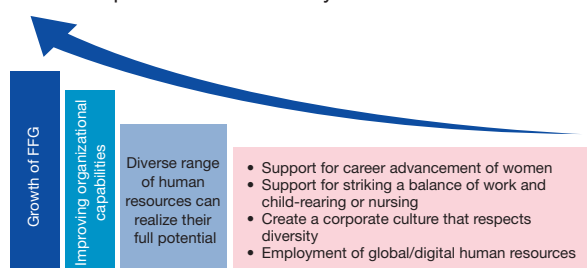 Growth of FFG
Improving organizational
capabilities
Diverse range
of human
resources can
realize their
full potential
• Support for career advancement of women
• Support for striking a balance of work and
child-rearing or nursing
• Create a corporate culture that respects
diversity
• Employment of global/digital human resources